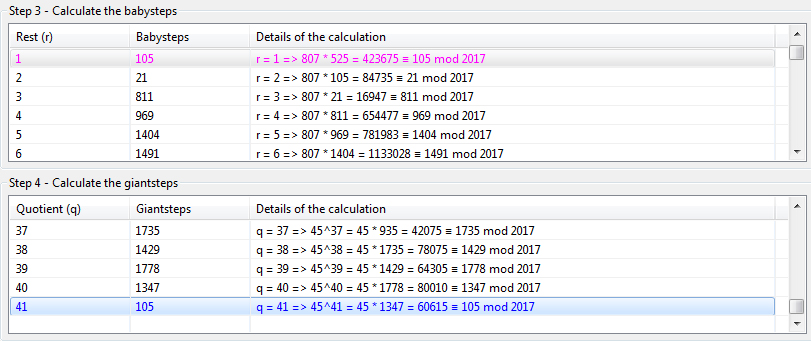 Step 3 - Calculate the babysteps
Rest (r) Babysteps Details of the calculation
1 105 r = 1 => 807 * 525 = 423675 ≡ 105 mod 2017
2 21 r = 2 => 807 * 105 = 84735 ≡ 21 mod 2017
3 811 r = 3 => 807 * 21 = 16947 ≡ 811 mod 2017
4 969 r = 4 => 807 * 811 = 654477 ≡ 969 mod 2017
5 1404 r = 5 => 807 * 969 = 781983 ≡ 1404 mod 2017
6 1491 r = 6 => 807 * 1404 = 1133028 ≡ 1491 mod 2017
Step 4 - Calculate the giantsteps
Quotient (q) Giantsteps Details of the calculation
37 1735 q = 37 => 45^37 = 45 * 935 = 42075 ≡ 1735 mod 2017
38 1429 q = 38 => 45^38 = 45 * 1735 = 78075 ≡ 1429 mod 2017
39 1778 q = 39 => 45^39 = 45 * 1429 = 64305 ≡ 1778 mod 2017
40 1347 q = 40 => 45^40 = 45 * 1778 = 80010 ≡ 1347 mod 2017
41 105 q = 41 => 45^41 = 45 * 1347 = 60615 ≡ 105 mod 2017